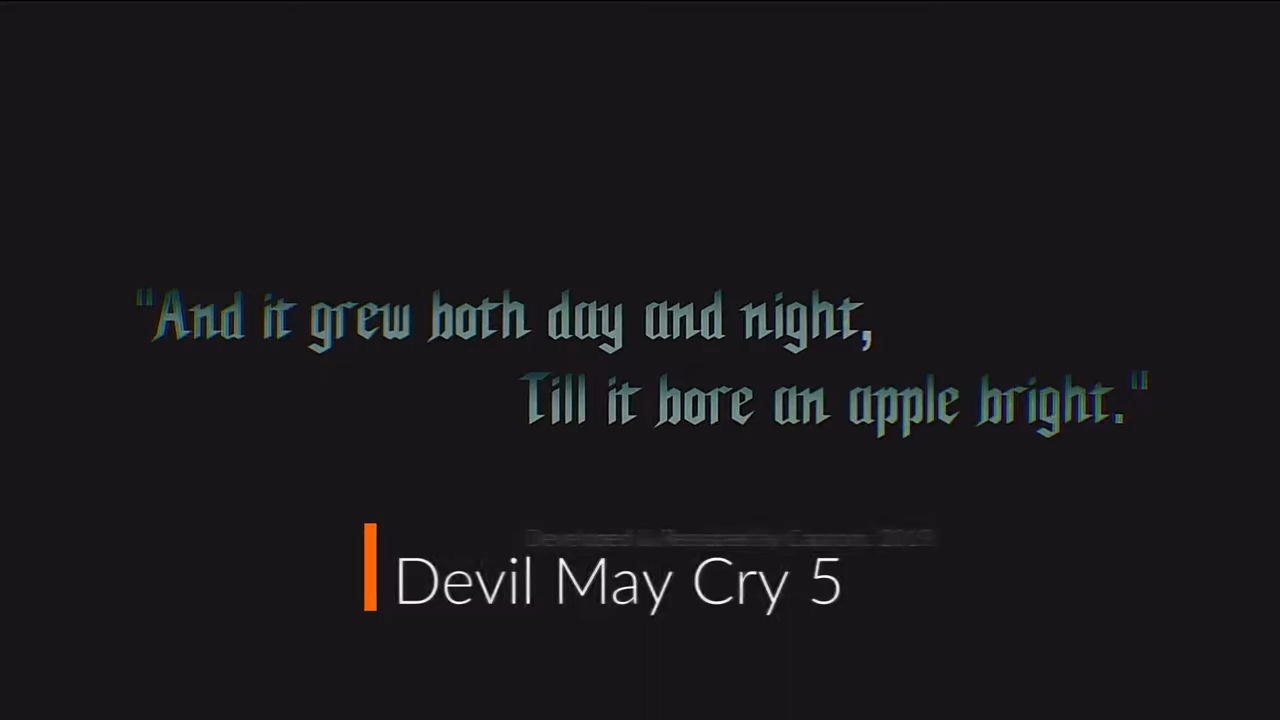 "And it grew both day and night,
Till it bore an apple bright."
Devil May Cry 5